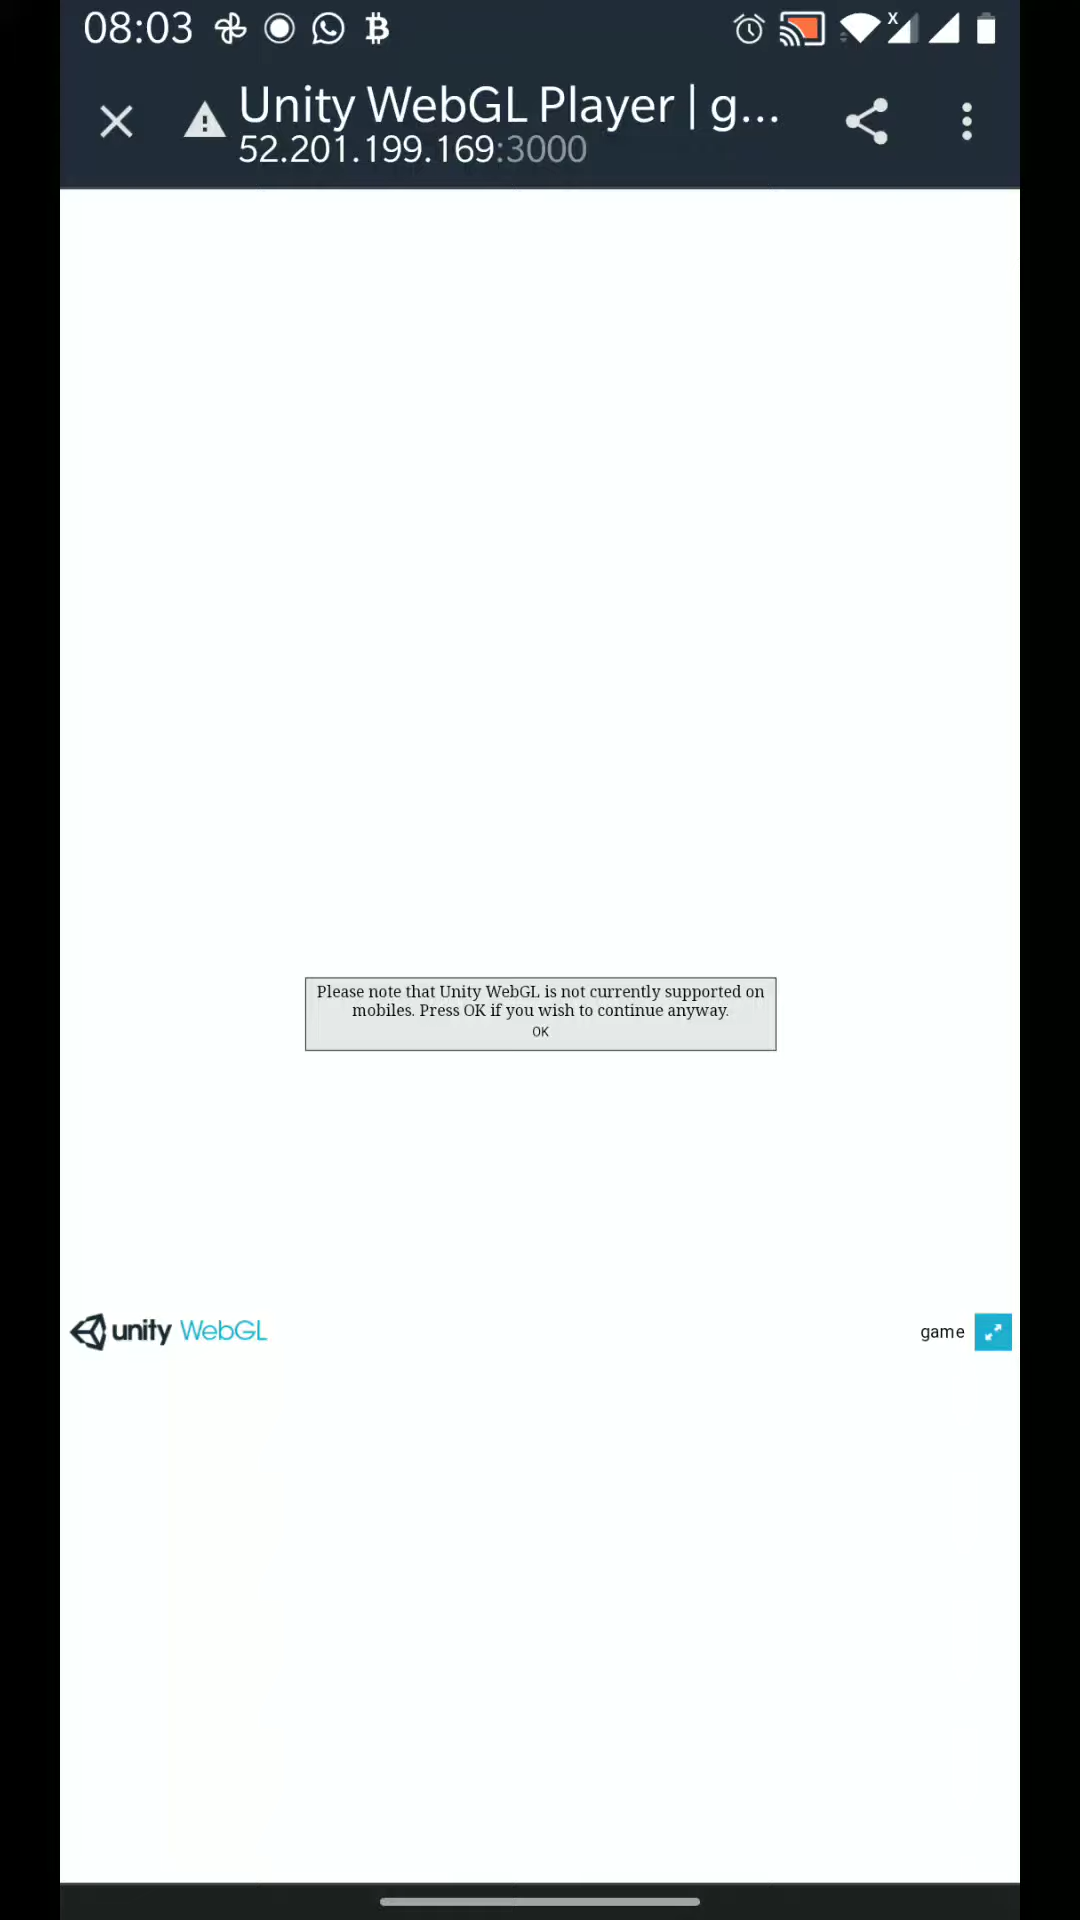 08:03
Unity WebGL Player | g...
52.201.199.169:3000
Please note that Unity WebGL is not currently supported on
mobiles. Press OK if you wish to continue anyway.
OK
unity WebGL
game